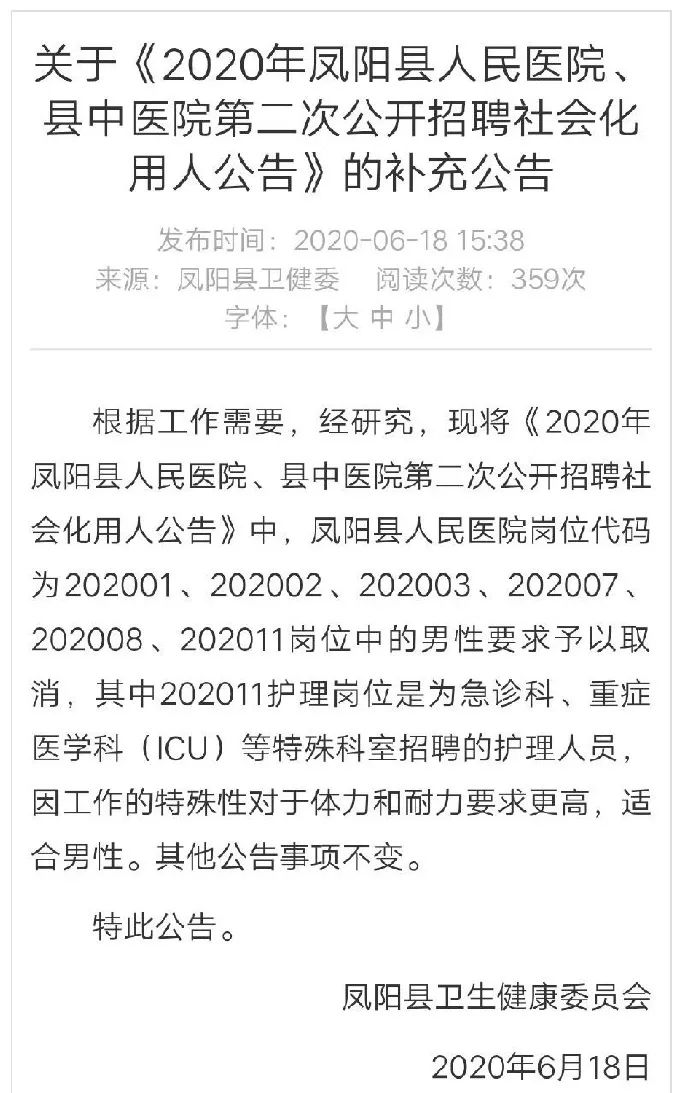 关于《2020年凤阳县人民医院、
县中医院第二次公开招聘社会化
用人公告》的补充公告
发布时间：2020-06-18 15:38
来源：凤阳县卫健委 阅读次数：359次
字体：【大 中 小】
根据工作需要，经研究，现将《2020年
凤阳县人民医院、县中医院第二次公开招聘社
会化用人公告》中，凤阳县人民医院岗位代码
为202001、202002、202003、202007、
202008、202011岗位中的男性要求予以取
消，其中202011护理岗位是为急诊科、重症
医学科（ICU）等特殊科室招聘的护理人员，
因工作的特殊性对于体力和耐力要求更高，适
合男性。其他公告事项不变。
特此公告。
凤阳县卫生健康委员会
2020年6月18日